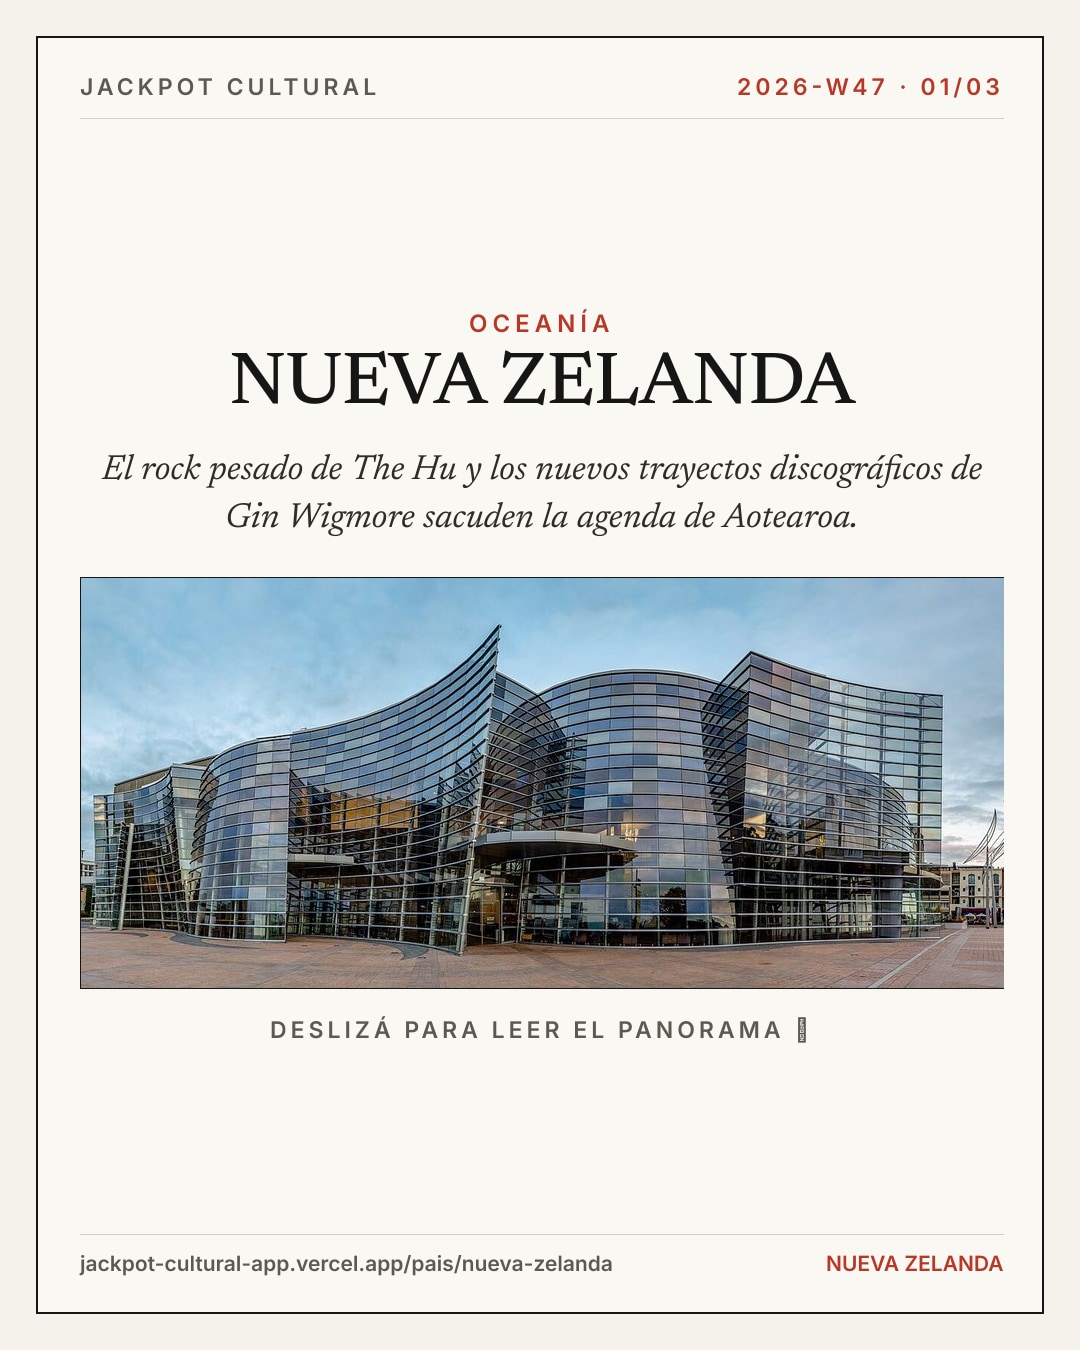 JACKPOT CULTURAL
2026-W47 · 01/03
OCEANÍA
NUEVA ZELANDA
El rock pesado de The Hu y los nuevos trayectos discográficos de
Gin Wigmore sacuden la agenda de Aotearoa.
DESLIZÁ PARA LEER EL PANORAMA
jackpot-cultural-app.vercel.app/pais/nueva-zelanda
NUEVA ZELANDA